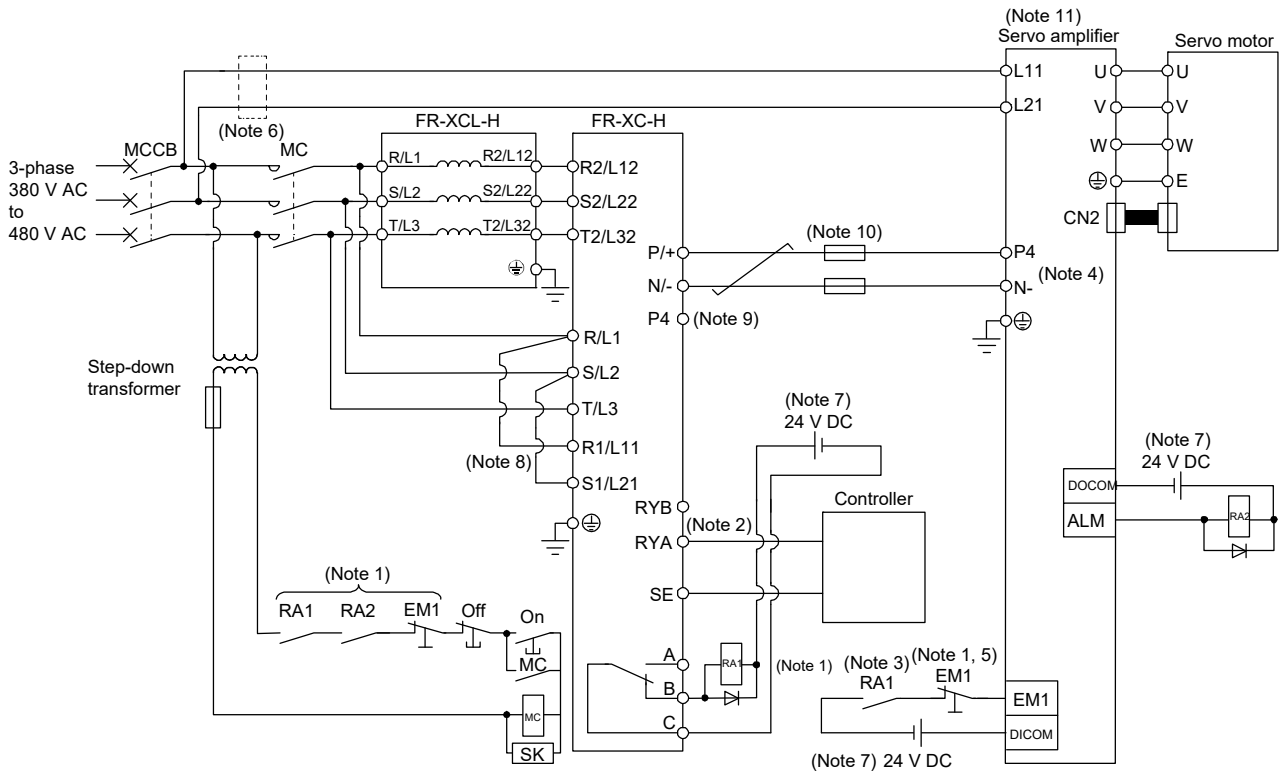 (Note 11)
Servo amplifier
Servo motor
L11
U
U
L21
V
V
(Note 6)
FR-XCL-H
FR-XC-H
MCCB
MC
W
W
3-phase
380 V AC
to
480 V AC
R/L1
R2/L12
R2/L12
S/L2
S2/L22
S2/L22
T/L3
T2/L32
T2/L32
E
CN2
P/+
(Note 10)
P4
(Note 4)
N/-
N-
P4
(Note 9)
R/L1
Step-down
transformer
S/L2
T/L3
(Note 7)
24 V DC
R1/L11
(Note 8)
S1/L21
(Note 7)
24 V DC
DOCOM
RYB
Controller
(Note 2)
RYA
ALM
RA2
SE
(Note 1)
RA1
RA2
EM1
Off
On
MC
A
RA1
(Note 1)
(Note 3)
RA1
(Note 1, 5)
EM1
B
EM1
MC
C
DICOM
SK
(Note 7) 24 V DC